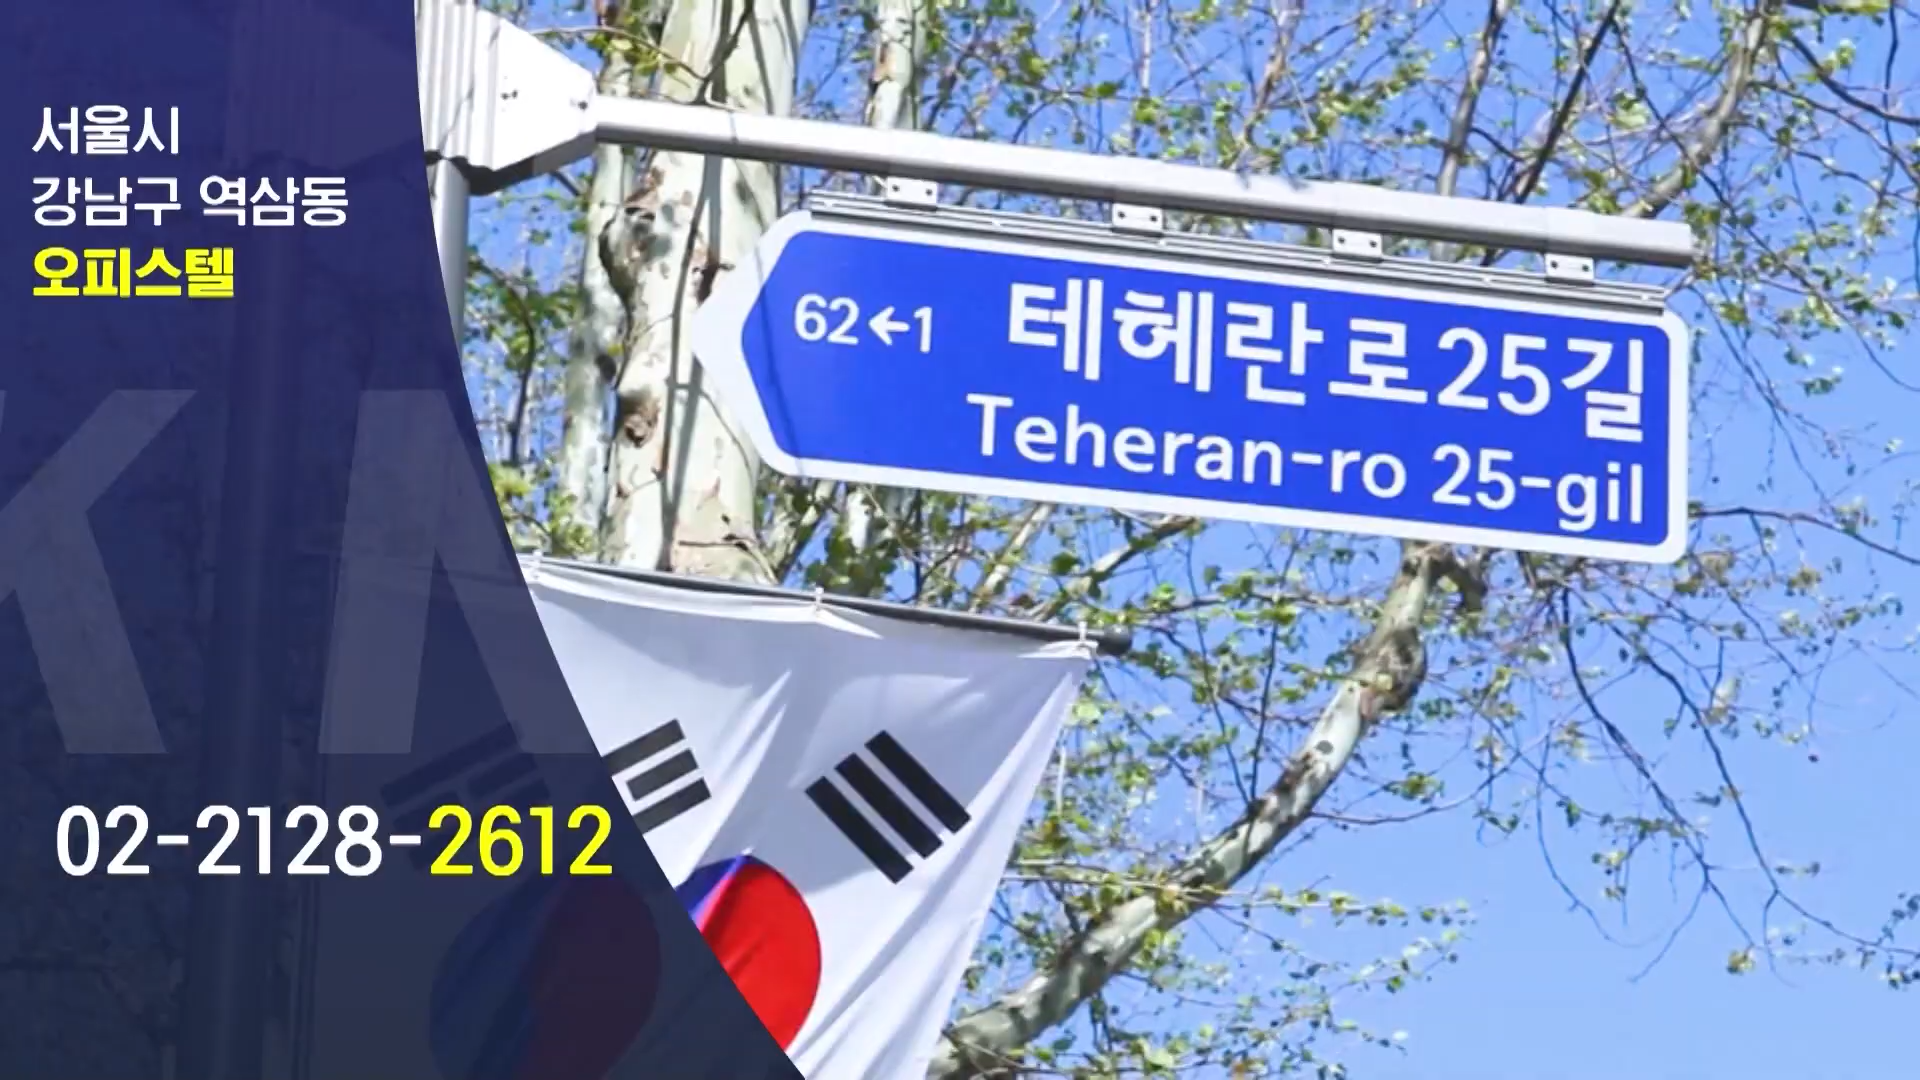 서울시
강남구 역삼동
오피스텔
62←1
테헤란로25길
Teheran-ro 25-gil
02-2128-2612